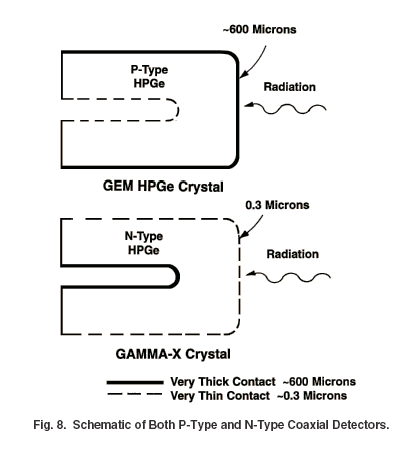 ~600 Microns
P-Type
HPGe
Radiation
GEM HPGe Crystal
0.3 Microns
N-Type
HPGe
Radiation
GAMMA-X Crystal
Very Thick Contact ~600 Microns
Very Thin Contact ~0.3 Microns
Fig. 8. Schematic of Both P-Type and N-Type Coaxial Detectors.